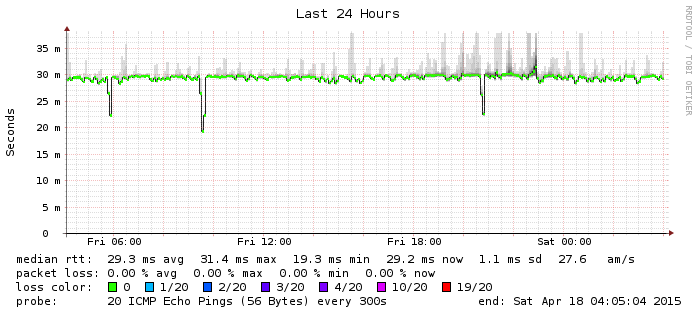 Last 24 Hours
RRDTOOL / TOBI OETIKER
Seconds
35 m
30 m
25 m
20 m
15 m
10 m
5 m
0
Fri 06:00 Fri 12:00 Fri 18:00 Sat 00:00
median rtt: 29.3 ms avg 31.4 ms max 19.3 ms min 29.2 ms now 1.1 ms sd 27.6 am/s
packet loss: 0.00 % avg 0.00 % max 0.00 % min 0.00 % now
loss color: 0 1/20 2/20 3/20 4/20 10/20 19/20
probe: 20 ICMP Echo Pings (56 Bytes) every 300s end: Sat Apr 18 04:05:04 2015